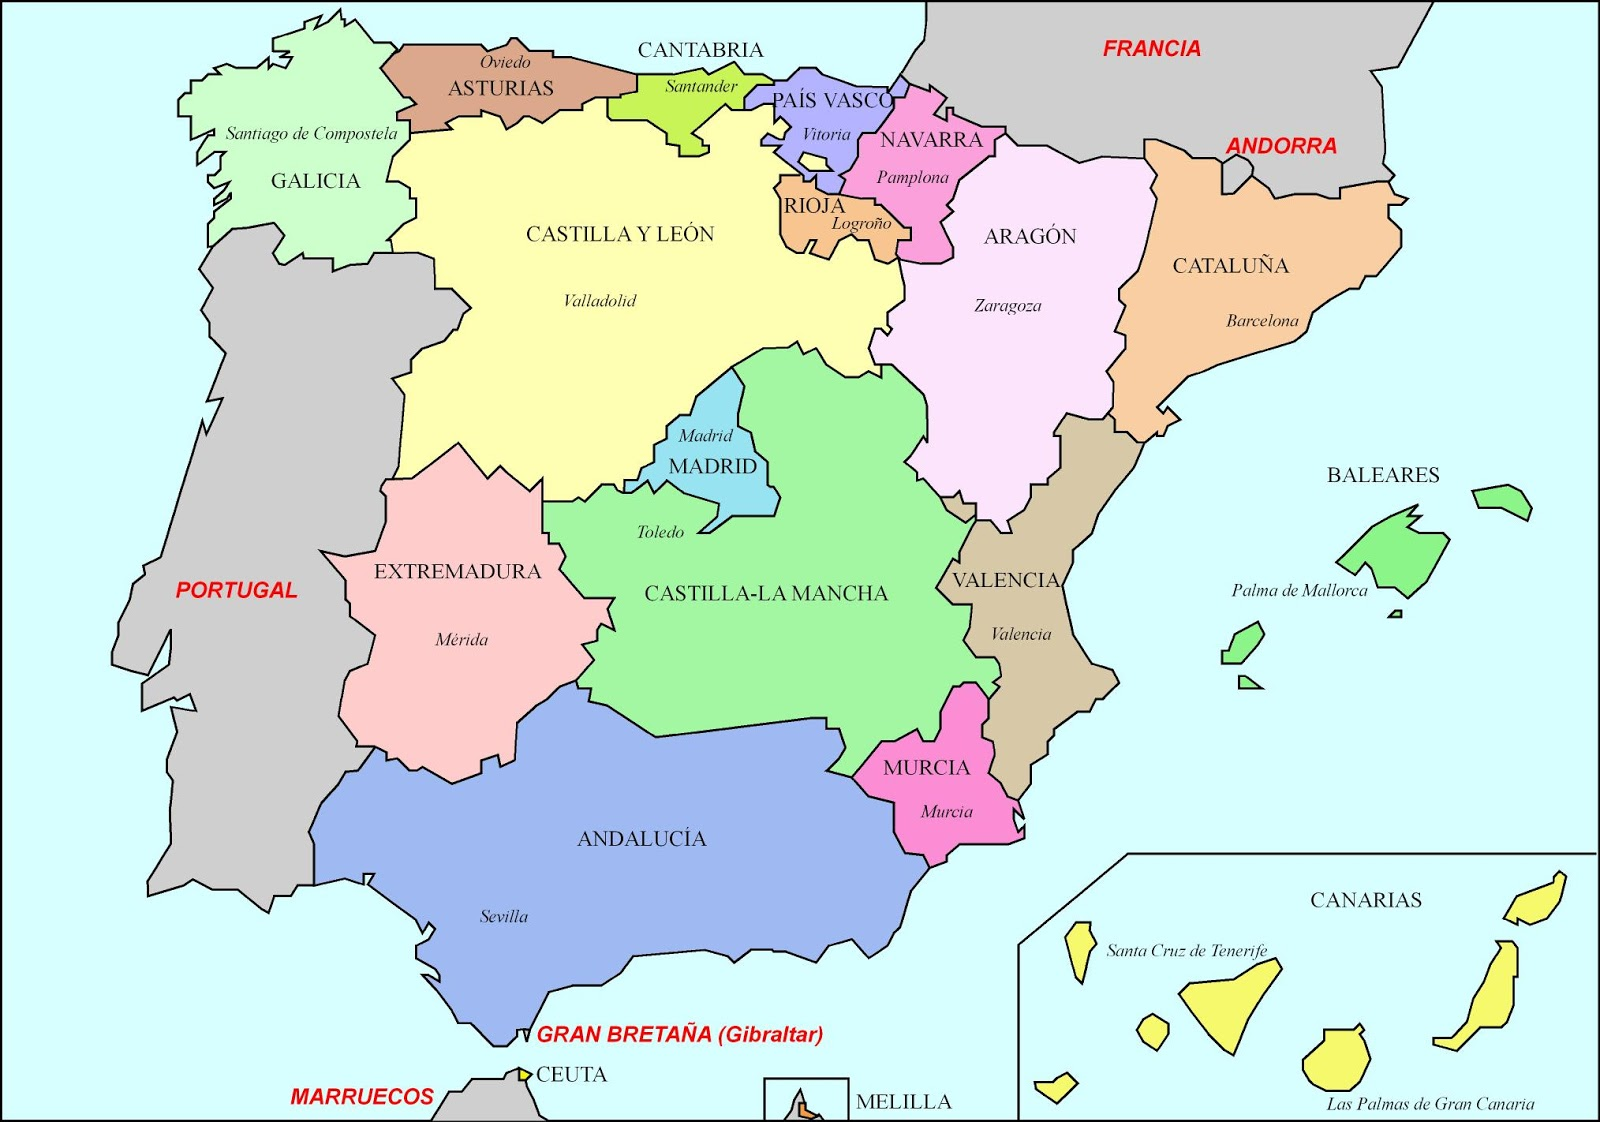 FRANCIA
CANTABRIA
Oviedo
ASTURIAS
Santander
PAÍS VASCO
Vitoria
Santiago de Compostela
GALICIA
NAVARRA
Pamplona
ANDORRA
RIOJA
Logroño
CASTILLA Y LEÓN
Valladolid
ARAGÓN
Zaragoza
CATALUÑA
Barcelona
Madrid
MADRID
BALEARES
Palma de Mallorca
Toledo
CASTILLA-LA MANCHA
EXTREMADURA
Mérida
PORTUGAL
VALENCIA
Valencia
MURCIA
Murcia
ANDALUCÍA
Sevilla
CANARIAS
Santa Cruz de Tenerife
Las Palmas de Gran Canaria
GRAN BRETAÑA (Gibraltar)
CEUTA
MARRUECOS
MELILLA